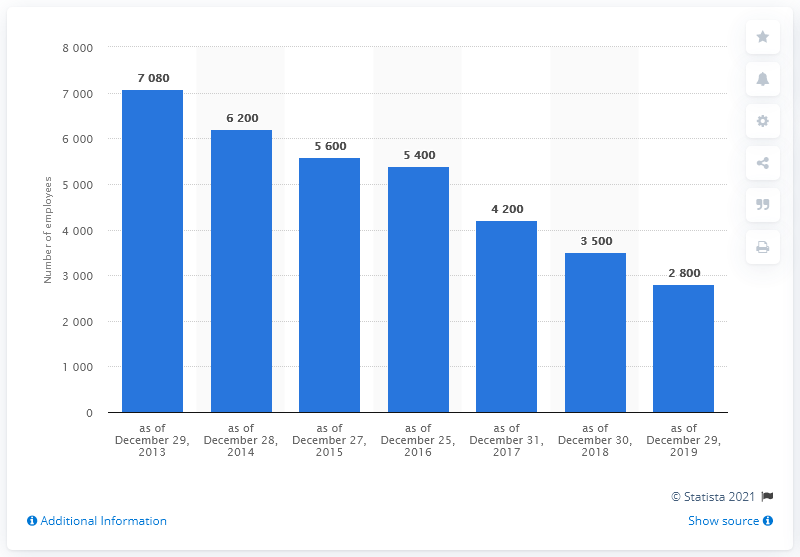 8 000
7 000
6 000
5 000
4 000
3 000
2 000
1 000
0
Number of employees
7 080
6 200
5 600
5 400
4 200
3 500
2 800
as of December 29, 2013
as of December 28, 2014
as of December 27, 2015
as of December 25, 2016
as of December 31, 2017
as of December 30, 2018
as of December 29, 2019
© Statista 2021
Additional Information
Show source